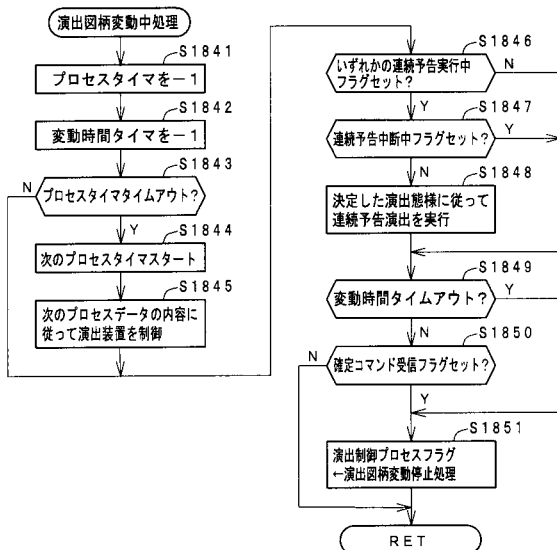 演出図柄変動中処理
S1841
プロセスタイマを－1
S1842
変動時間タイマを－1
S1843
プロセスタイマタイムアウト?
N
Y
S1844
次のプロセスタイマスタート
S1845
次のプロセスデータの内容に
従って演出装置を制御
S1846
いずれかの連続予告実行中
フラグセット?
N
Y
S1847
連続予告中断中フラグセット?
Y
N
S1848
決定した演出態様に従って
連続予告演出を実行
S1849
変動時間タイムアウト?
Y
N
S1850
確定コマンド受信フラグセット?
N
Y
S1851
演出制御プロセスフラグ
←演出図柄変動停止処理
RET